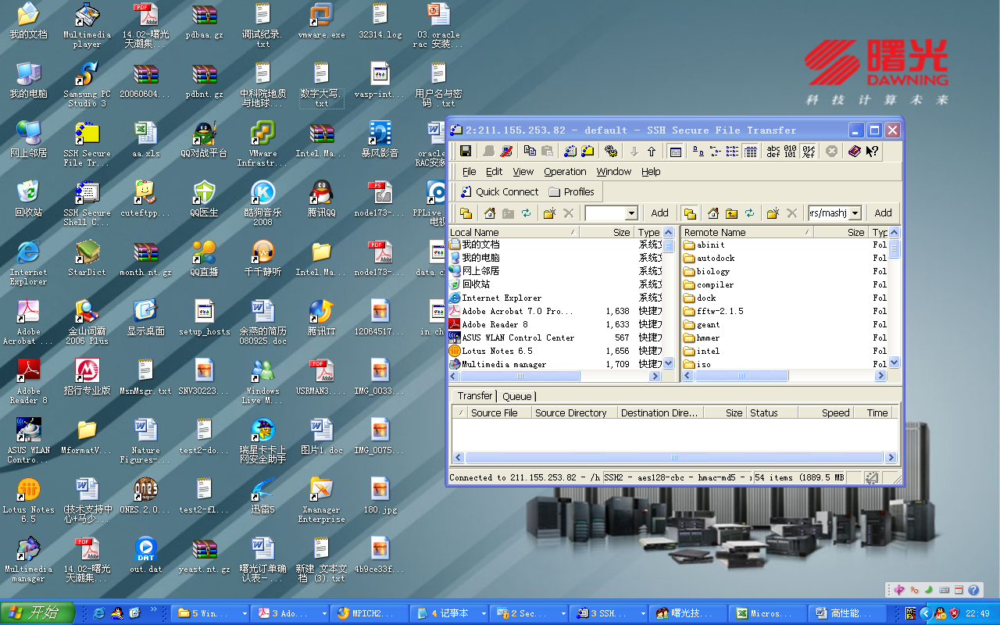 我的文档
Multimedia
player
14.02-曙光
天潮集...
pdbaa.gz
调试纪录.
txt
vmware.exe
32314.log
03.oracle
rac 安装...
我的电脑
Samsung PC
Studio 3
20060604...
pdbnt.gz
中科院地质
与地球...
数字大写.
txt
vasp-int...
用户名与密
码 .txt
网上邻居
SSH Secure
File Tr...
aa.xls
QQ对战平台
VMware
Infrastr...
Intel.Ma...
暴风影音
oracle
RAC安装
回收站
SSH Secure
Shell C...
cuteftpp...
QQ医生
酷狗音乐
2008
腾讯QQ
node173-...
PPLive
电视
Internet
Explorer
StarDict
month.nt.gz
QQ直播
千千静听
Intel.Ma...
node173-...
data.c
Adobe
Acrobat ...
金山词霸
2006 Plus
显示桌面
setup_hosts
余燕的简历
080925.doc
腾讯TT
12064517...
in.ch
Adobe
Reader 8
招行专业版
MsnMsgr.txt
SNV30223...
Windows
Live M...
USRMAN3....
IMG_0033...
ASUS WLAN
Contro...
MformatV...
Nature
Figures-...
test2-do...
瑞星卡卡上
网安全助手
图片1.doc
IMG_0075...
Lotus Notes
6.5
(技术支持中
心+马少...
ONES.2.0...
test2-fl...
迅雷5
Xmanager
Enterprise
180.jpg
Multimedia
manager
14.02-曙光
天潮集...
out.dat
yeast.nt.gz
曙光订单确
认表-...
新建 文本文
档 (3).txt
4b9ce33f...
曙光
DAWNING
科技计算未来
2:211.155.253.82 - default - SSH Secure File Transfer
File Edit View Operation Window Help
Quick Connect Profiles
Add rs/mashj Add
Local Name Size Type
我的文档 系统文
我的电脑 系统文
网上邻居 系统文
回收站 系统文
Internet Explorer 系统文
Adobe Acrobat 7.0 Pro... 1,638 快捷方
Adobe Reader 8 1,633 快捷方
ASUS WLAN Control Center 567 快捷方
Lotus Notes 6.5 1,656 快捷方
Multimedia manager 1,709 快捷方
Remote Name Size Typ
abinit Fol
autodock Fol
biology Fol
compiler Fol
dock Fol
fftw-2.1.5 Fol
geant Fol
hmmer Fol
intel Fol
iso Fol
Transfer Queue
Source File Source Directory Destination Dire... Size Status Speed Time
Connected to 211.155.253.82 - /h SSH2 - aes128-cbc - hmac-md5 - 54 items (1889.5 MB
开始
5 Win...
3 Ado...
MPICH2...
4 记事本
2 Sec...
3 SSH...
曙光技...
Micros...
高性能...
22:49